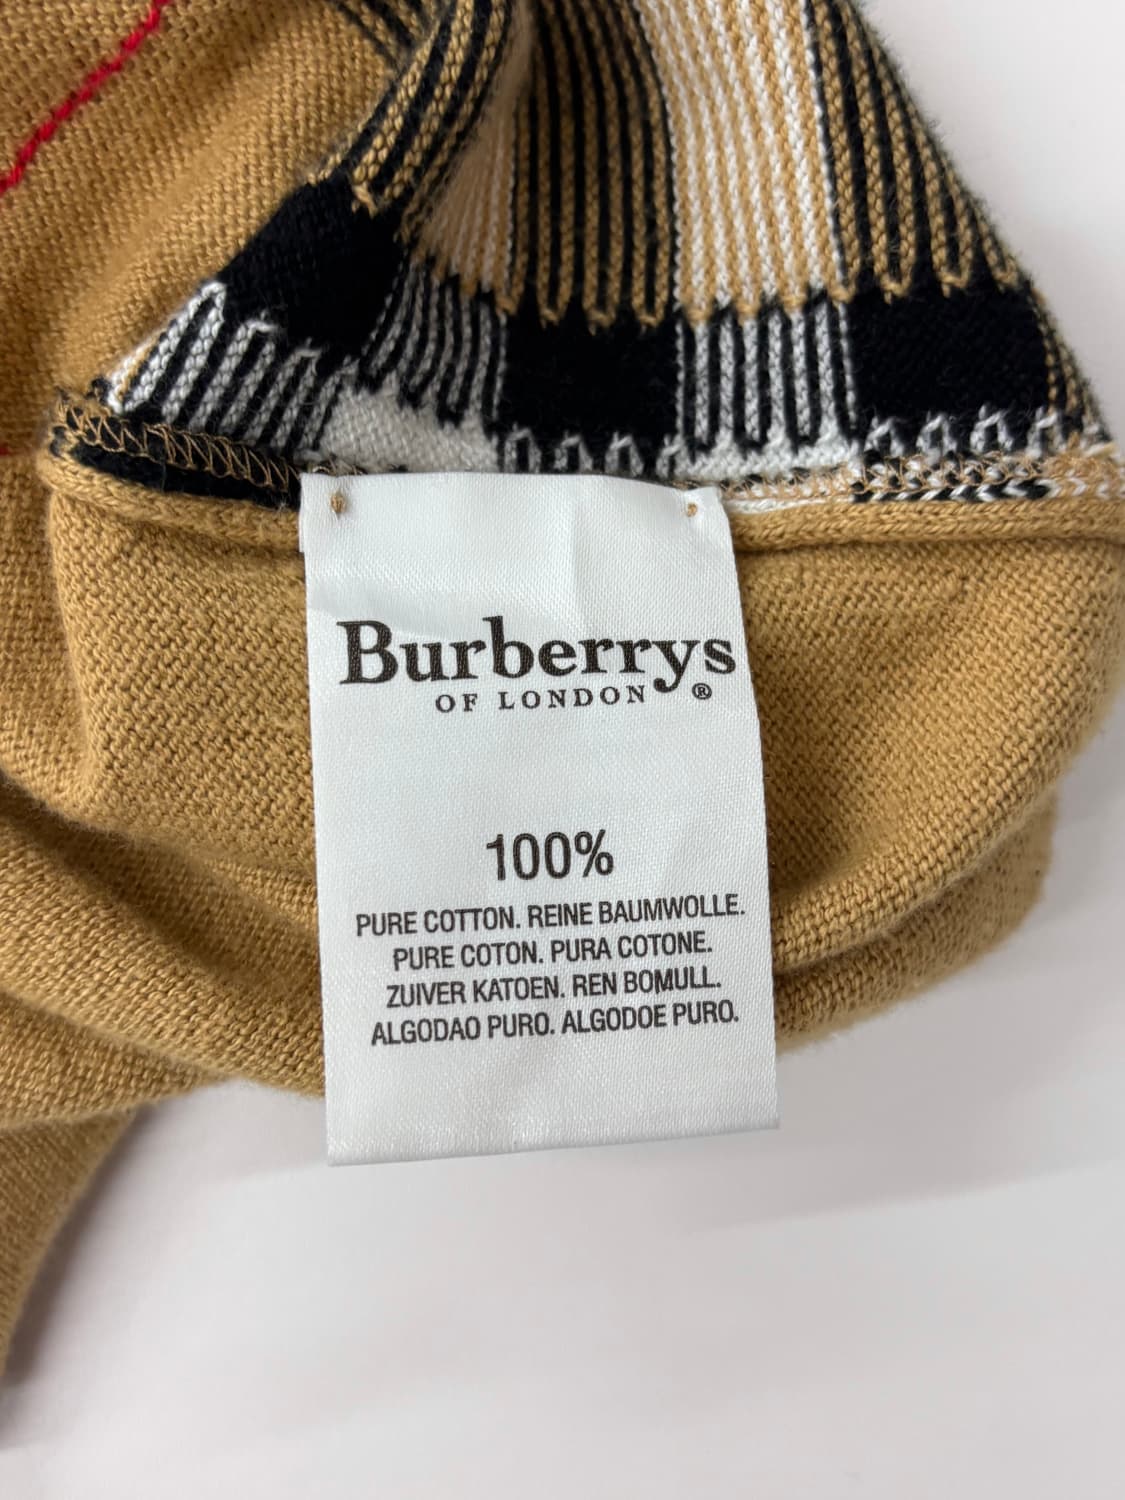 Burberrys
OF LONDON ®
100%
PURE COTTON. REINE BAUMWOLLE.
PURE COTON. PURA COTONE.
ZUIVER KATOEN. REN BOMULL.
ALGODAO PURO. ALGODOE PURO.